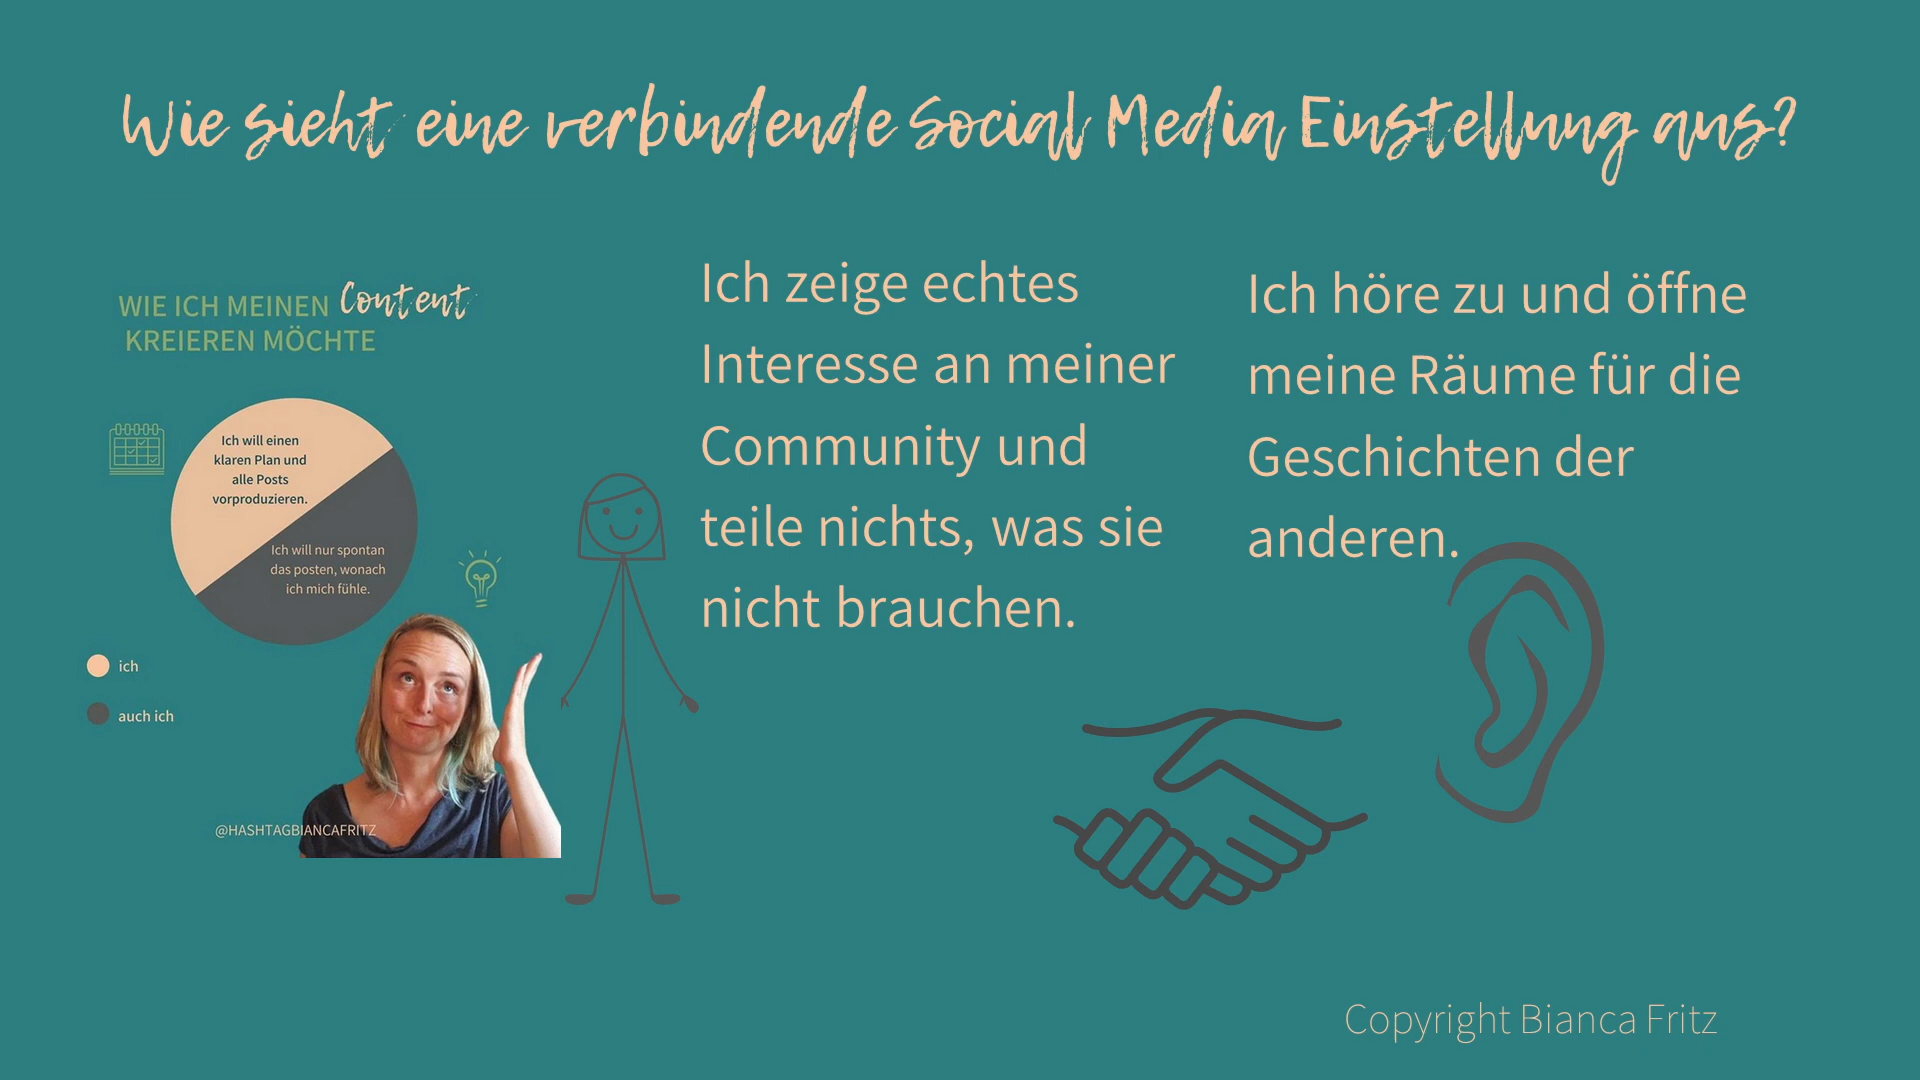 Wie sieht eine verbindende Social Media Einstellung aus?
WIE ICH MEINEN Content
KREIEREN MÖCHTE
Ich will einen
klaren Plan und
alle Posts
vorproduzieren.
Ich will nur spontan
das posten, wonach
ich mich fühle.
ich
auch ich
@HASHTAGBIANCAFRITZ
Ich zeige echtes
Interesse an meiner
Community und
teile nichts, was sie
nicht brauchen.
Ich höre zu und öffne
meine Räume für die
Geschichten der
anderen.
Copyright Bianca Fritz